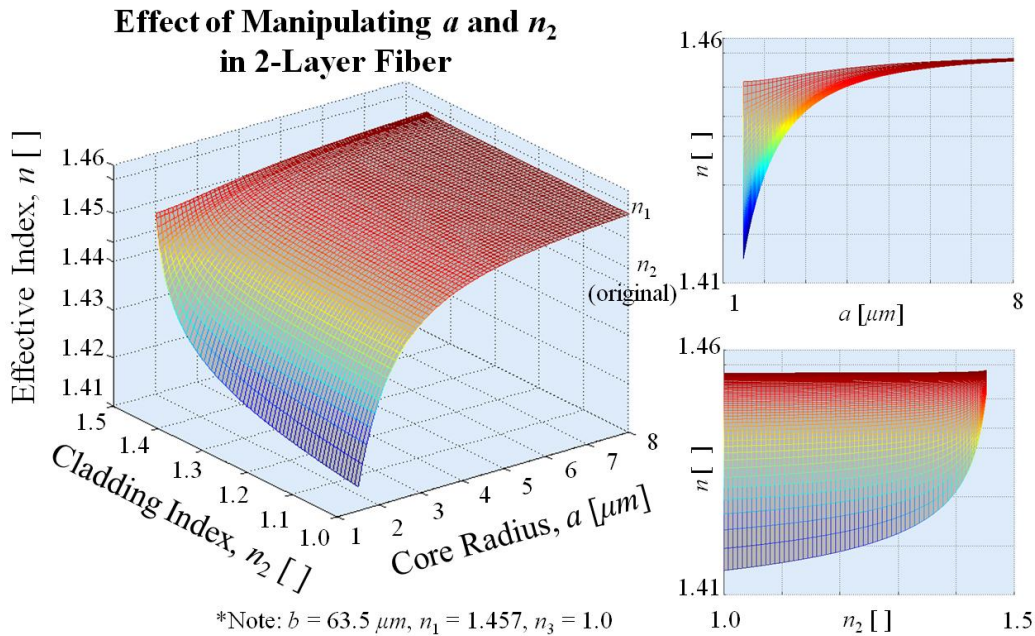 Effect of Manipulating a and n2
in 2-Layer Fiber
Effective Index, n [ ]
1.46
1.45
1.44
1.44
1.43
1.42
1.41
1.5
1.4
1.3
1.2
1.1
1.0
Cladding Index, n2 [ ]
1
2
3
4
5
6
7
8
Core Radius, a [μm]
n1
n2
(original)
*Note: b = 63.5 μm, n1 = 1.457, n3 = 1.0
1.46
n [ ]
1.41
1
8
a [μm]
1.46
n [ ]
1.41
1.0
1.5
n2 [ ]